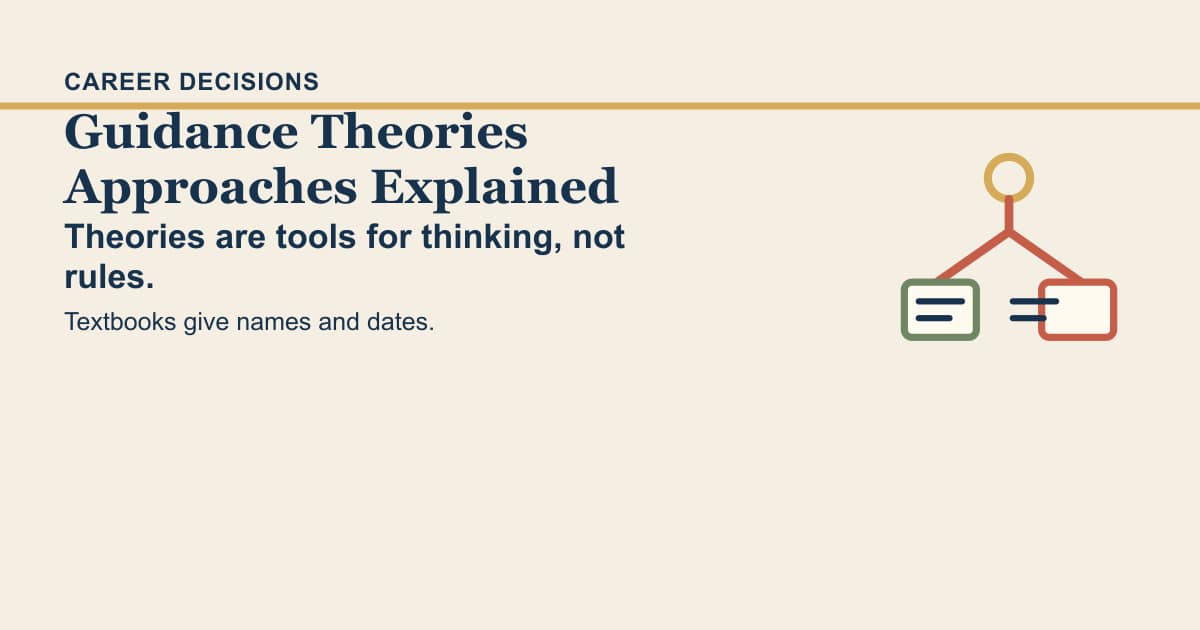 CAREER DECISIONS
Guidance Theories
Approaches Explained
Theories are tools for thinking, not
rules.
Textbooks give names and dates.